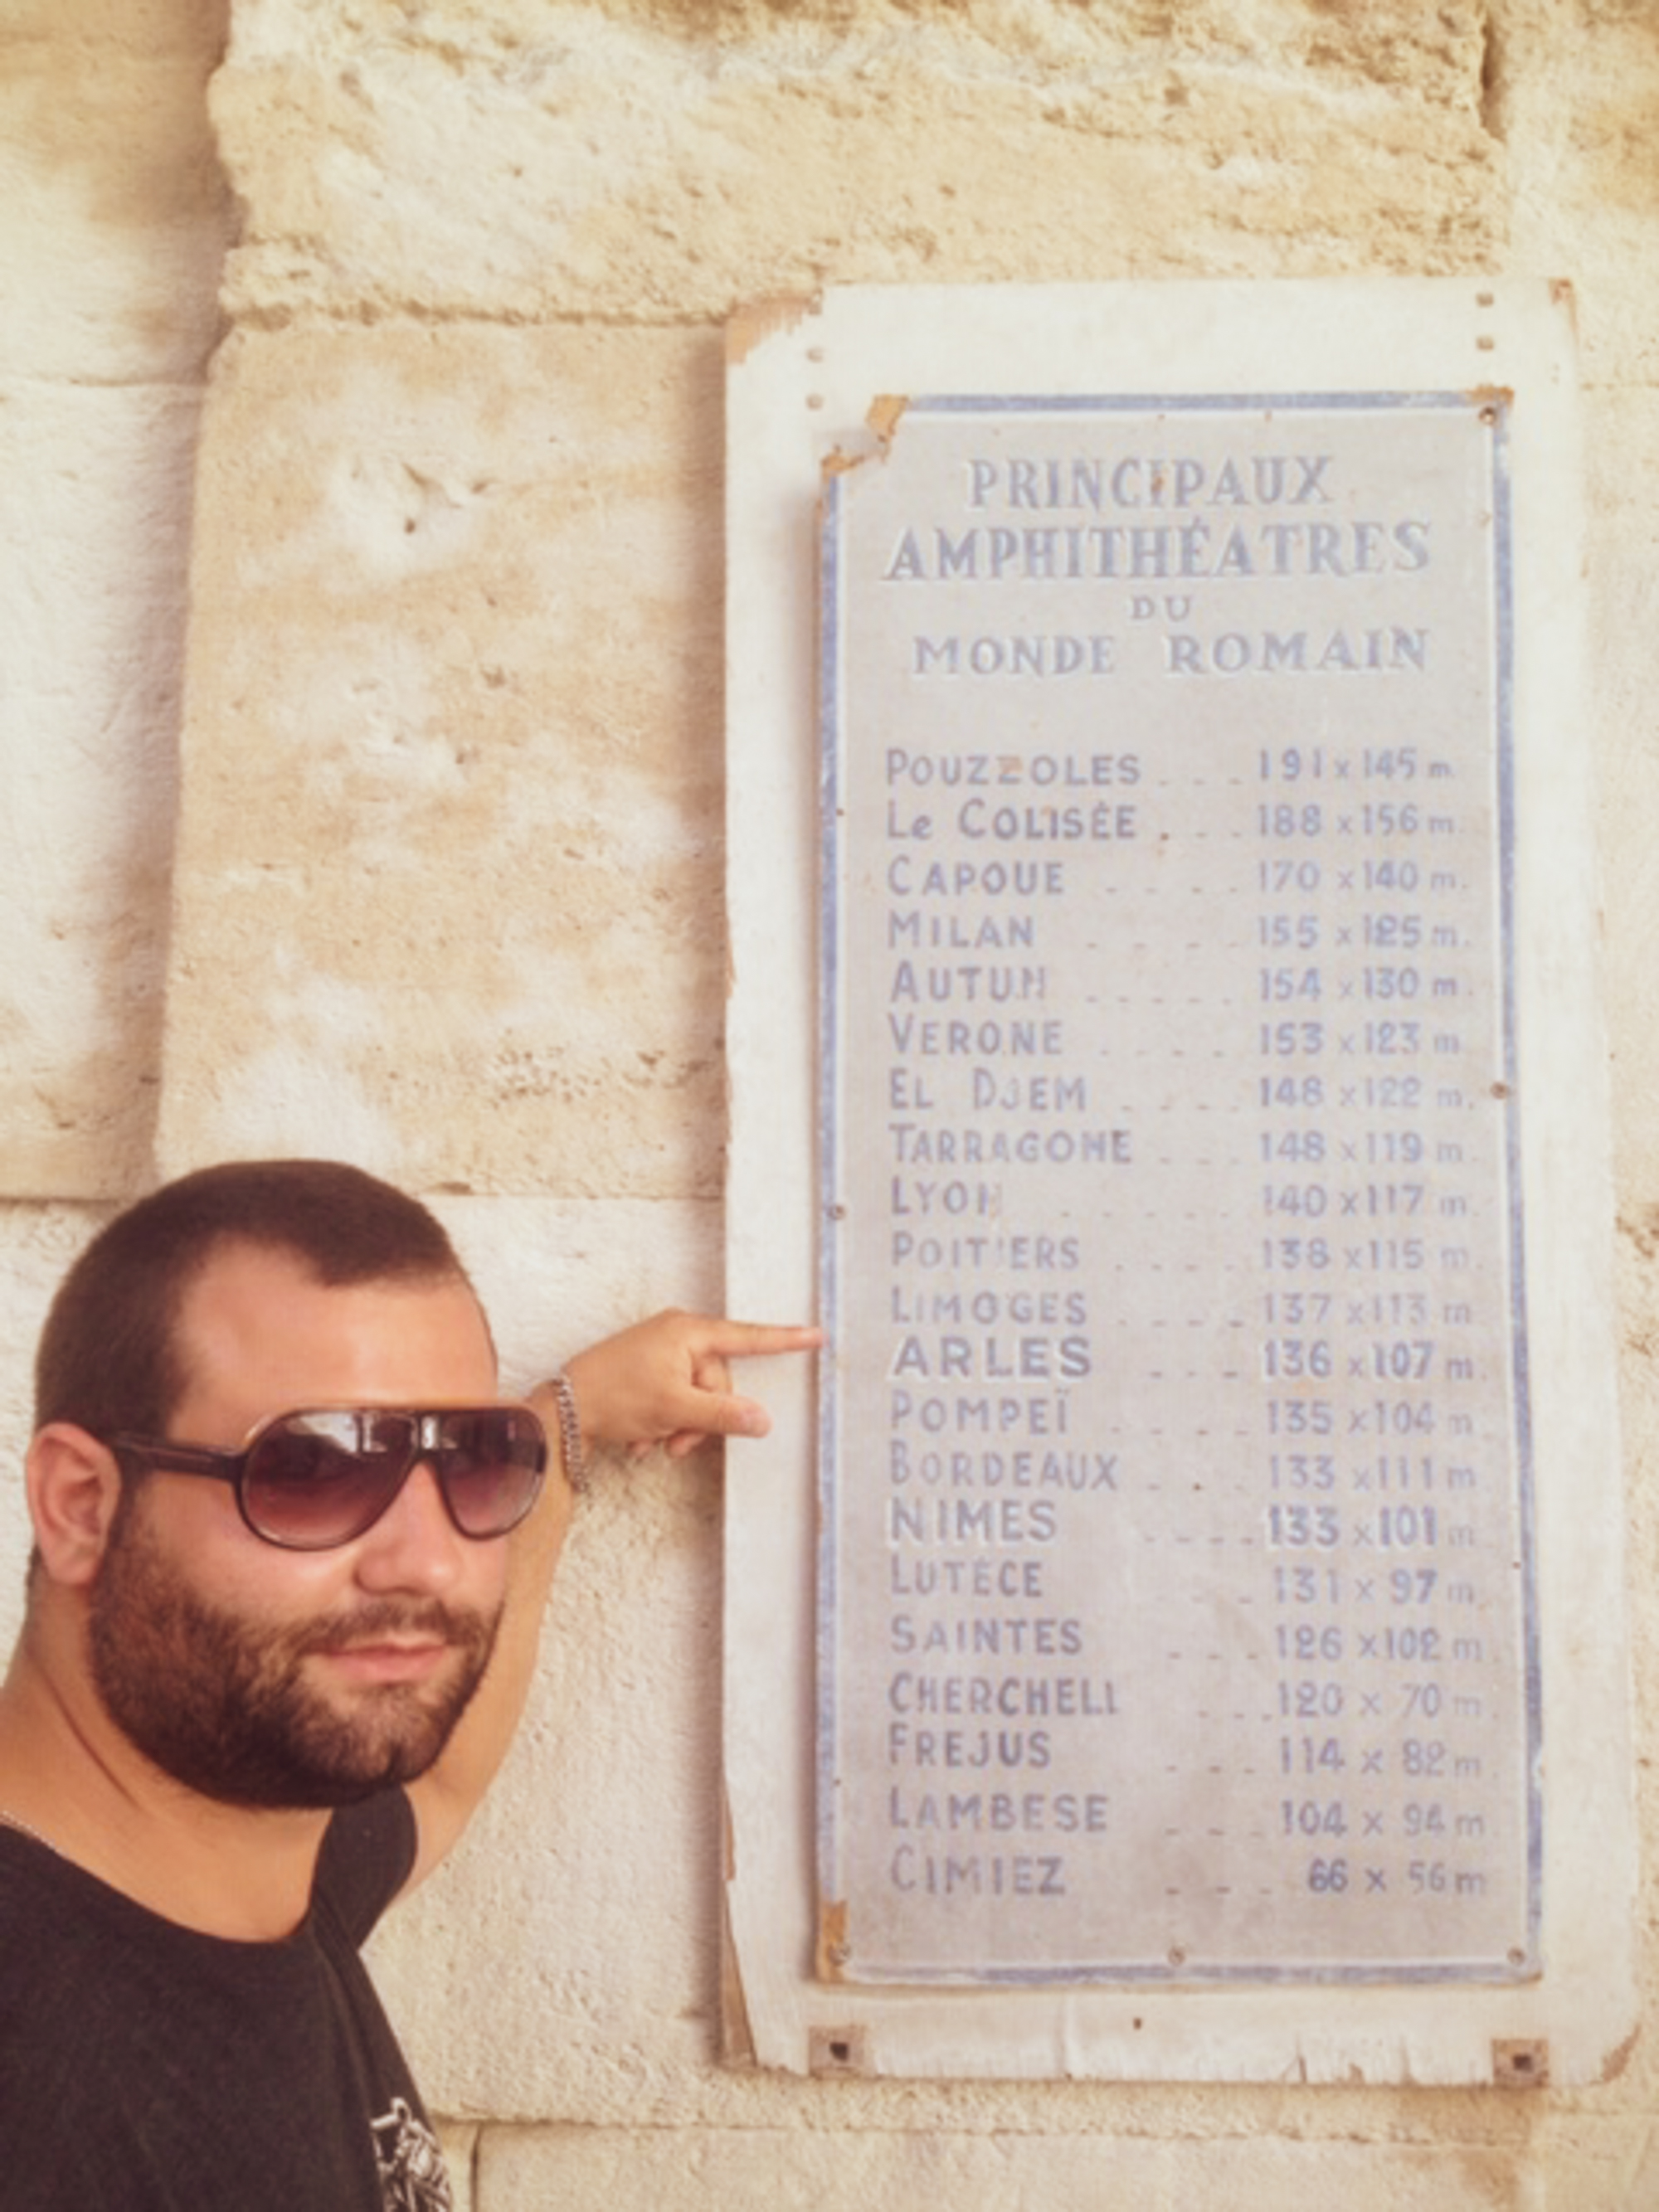 PRINCIPAUX
AMPHITHÉATRES
DU
MONDE ROMAIN
POUZZOLES . . . 191 x 145 m.
Le COLISÉE . . . 188 x 156 m.
CAPOUE . . . . 170 x 140 m.
MILAN . . . . 155 x 125 m.
AUTUN . . . . . 154 x 130 m.
VERONE . . . . 153 x 123 m
EL DJEM . . . . 148 x 122 m.
TARRAGONE . . . 148 x 119 m.
LYON . . . . . 140 x 117 m.
POITIERS . . . . 138 x 115 m.
LIMOGES . . . . 137 x 113 m
ARLES . . . 136 x 107 m.
POMPEÏ . . . . 135 x 104 m.
BORDEAUX . . . 133 x 111 m
NIMES . . . . 133 x 101 m
LUTÈCE . . 131 x 97 m.
SAINTES . . . 126 x 102 m.
CHERCHELL . . . 120 x 70 m.
FREJUS . . . 114 x 82 m
LAMBESE . . . 104 x 94 m
CIMIEZ . . . 66 x 56 m